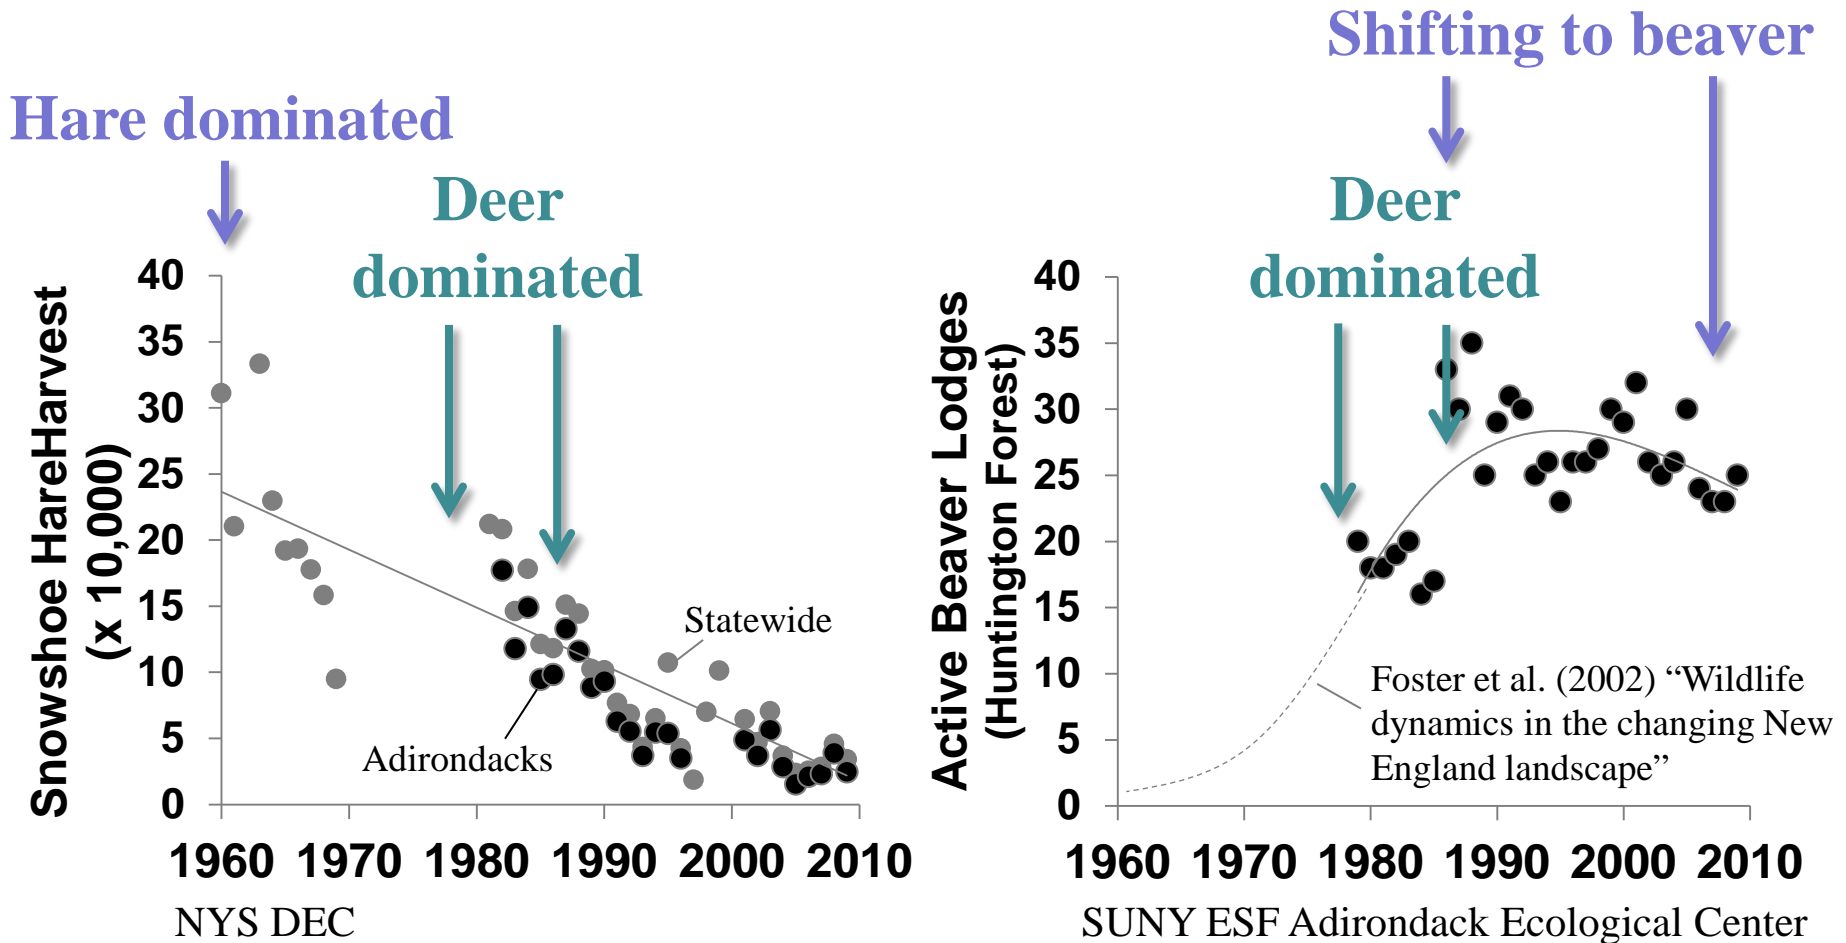 Shifting to beaver
Hare dominated
Deer
dominated
Deer
dominated
Snowshoe HareHarvest
(x 10,000)
40
35
30
25
20
15
10
5
0
Statewide
Adirondacks
1960 1970 1980 1990 2000 2010
NYS DEC
Active Beaver Lodges
(Huntington Forest)
40
35
30
25
20
15
10
5
0
Foster et al. (2002) “Wildlife
dynamics in the changing New
England landscape”
1960 1970 1980 1990 2000 2010
SUNY ESF Adirondack Ecological Center